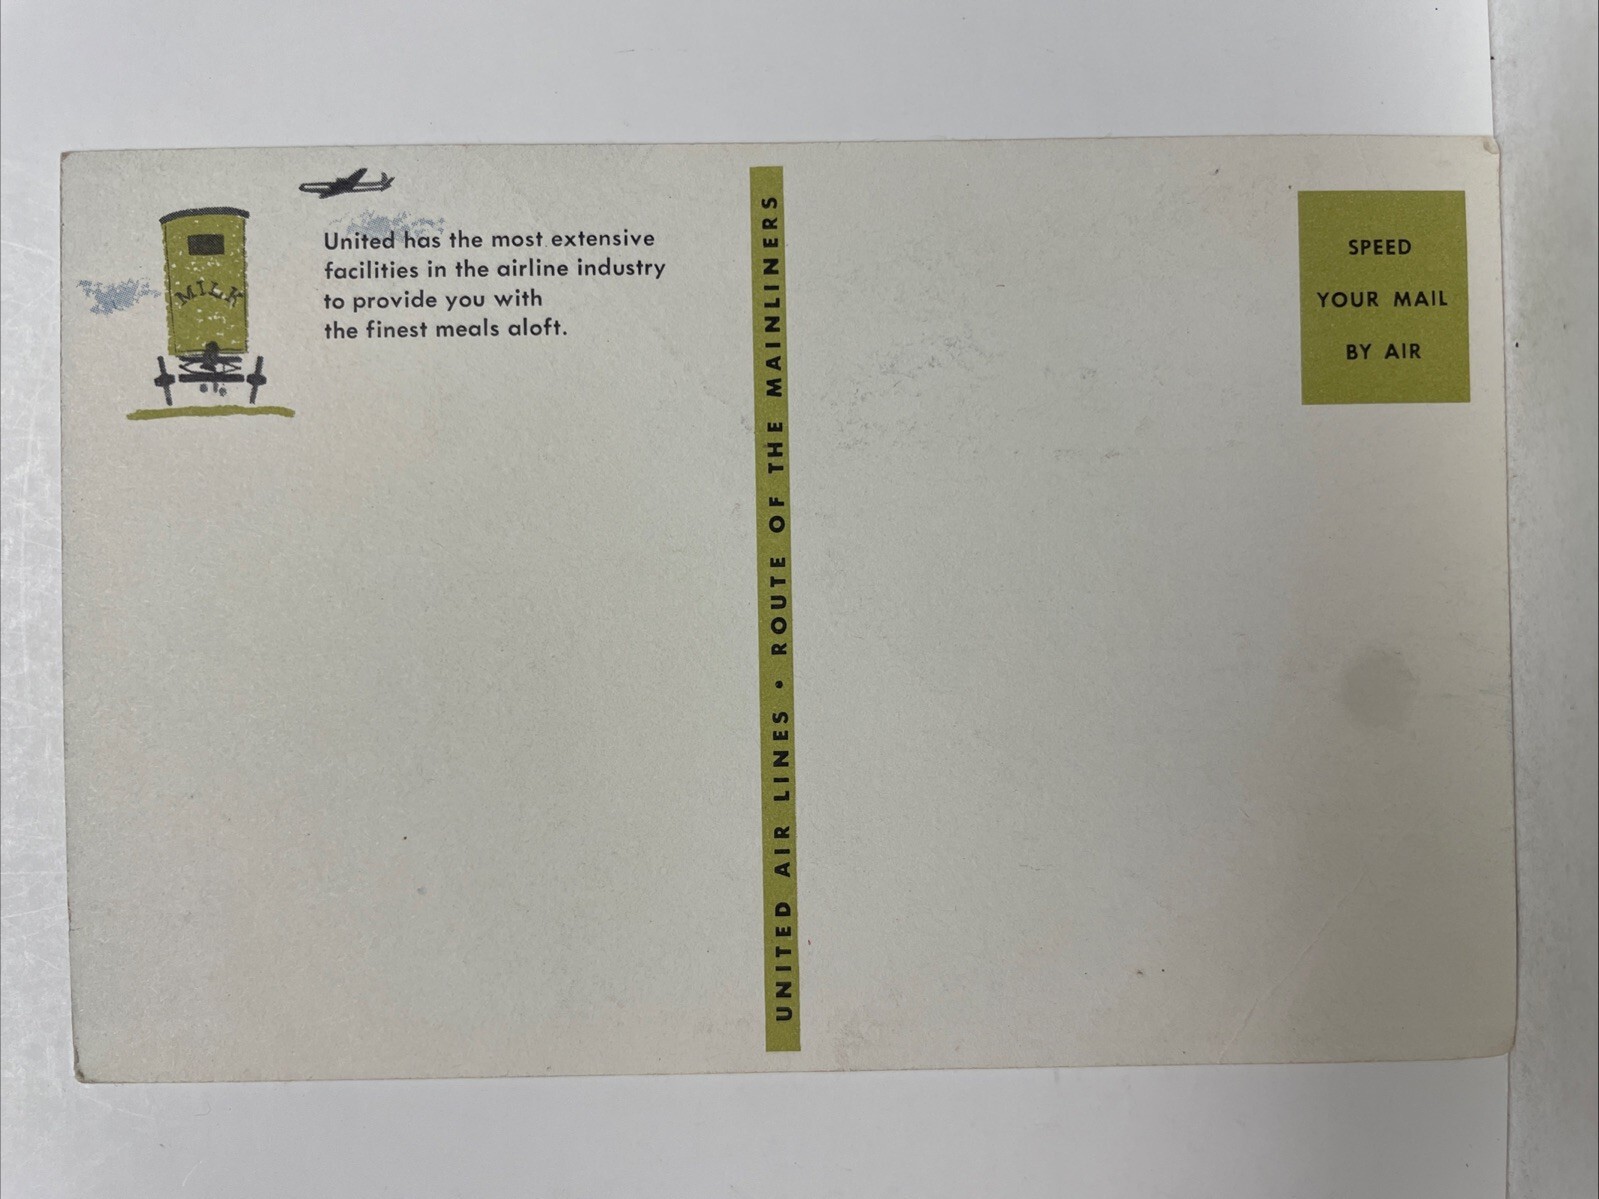 MILK
United has the most extensive
facilities in the airline industry
to provide you with
the finest meals aloft.
UNITED AIR LINES • ROUTE OF THE MAINLINERS
SPEED
YOUR MAIL
BY AIR